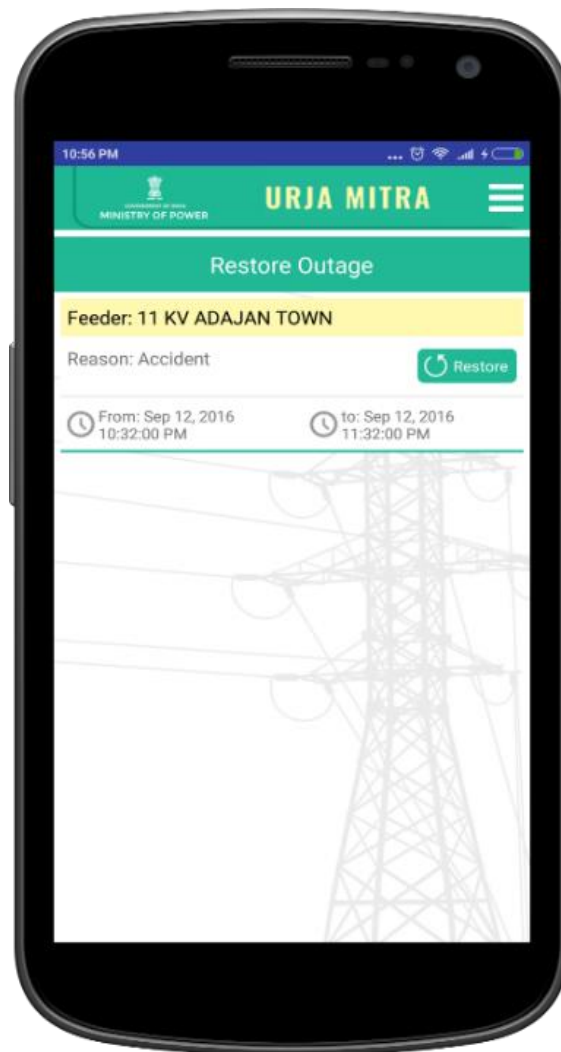 10:56 PM
MINISTRY OF POWER
URJA MITRA
Restore Outage
Feeder: 11 KV ADAJAN TOWN
Reason: Accident
Restore
From: Sep 12, 2016
10:32:00 PM
to: Sep 12, 2016
11:32:00 PM